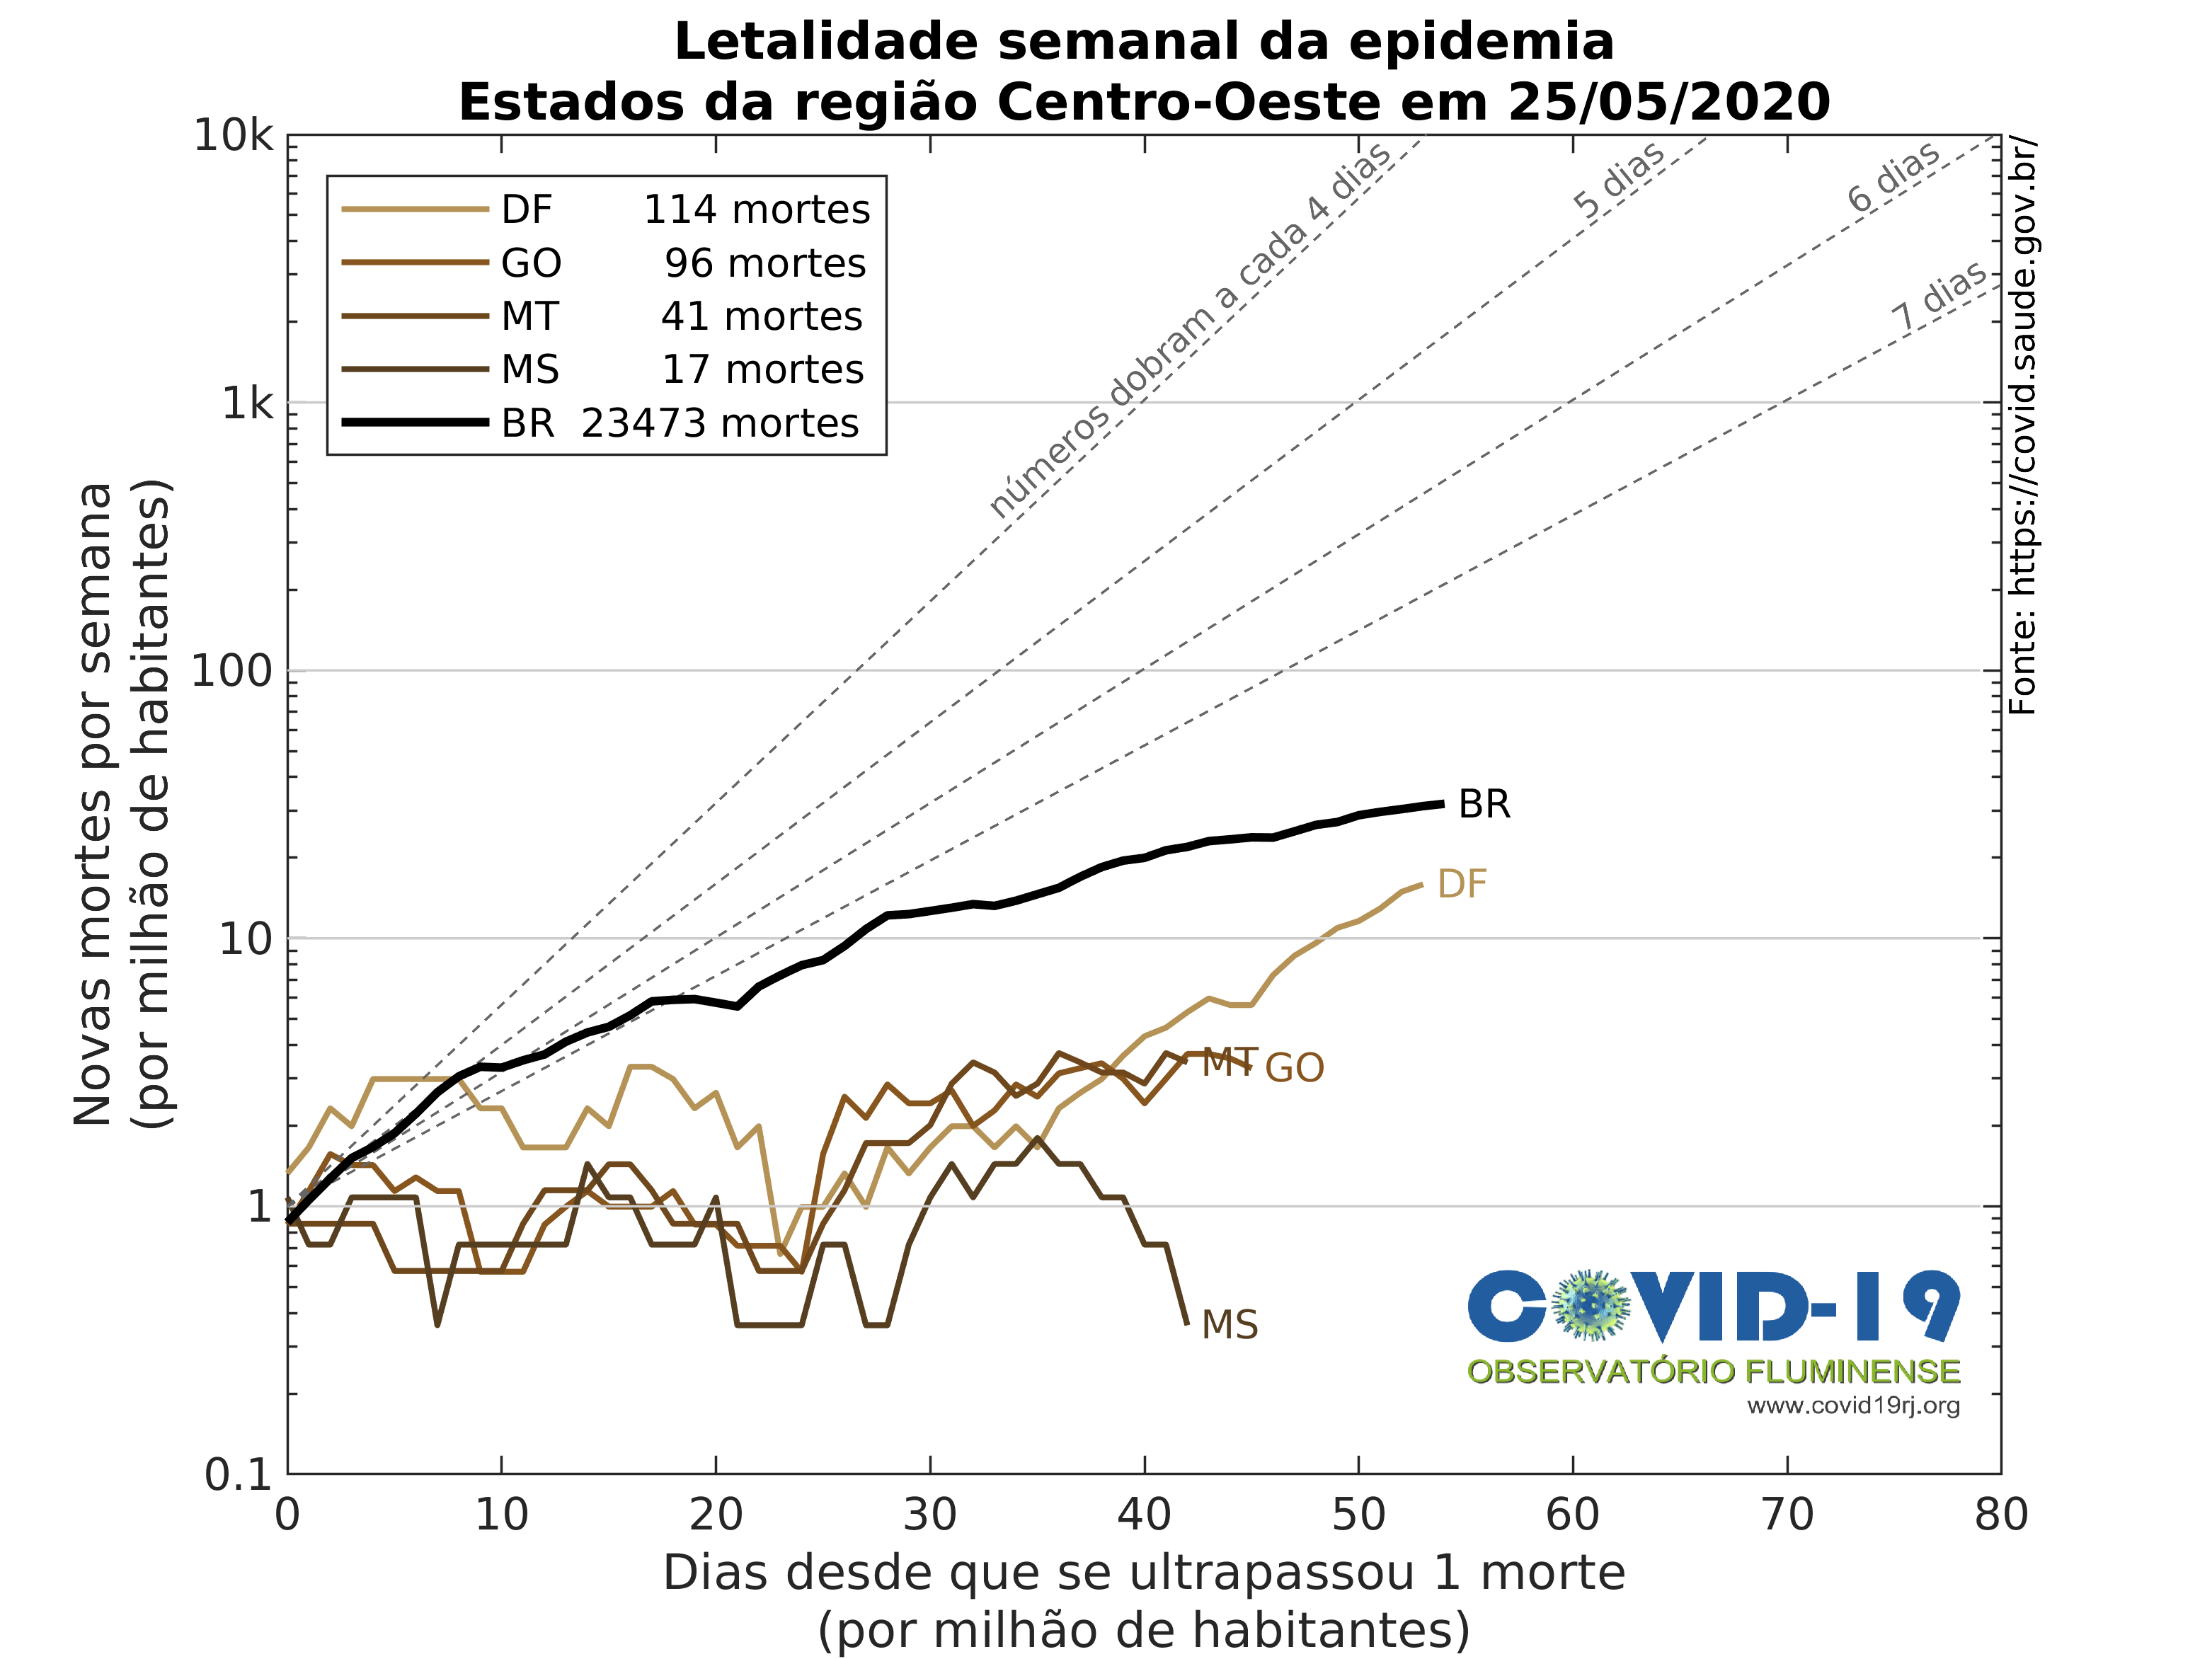 Letalidade semanal da epidemia
Estados da região Centro-Oeste em 25/05/2020
10k
1k
100
10
1
0.1
Novas mortes por semana
(por milhão de habitantes)
DF 114 mortes
GO 96 mortes
MT 41 mortes
MS 17 mortes
BR 23473 mortes
números dobram a cada 4 dias
5 dias
6 dias
7 dias
Fonte: https://covid.saude.gov.br/
BR
DF
MT
GO
MS
COVID-19
OBSERVATÓRIO FLUMINENSE
www.covid19rj.org
0 10 20 30 40 50 60 70 80
Dias desde que se ultrapassou 1 morte
(por milhão de habitantes)